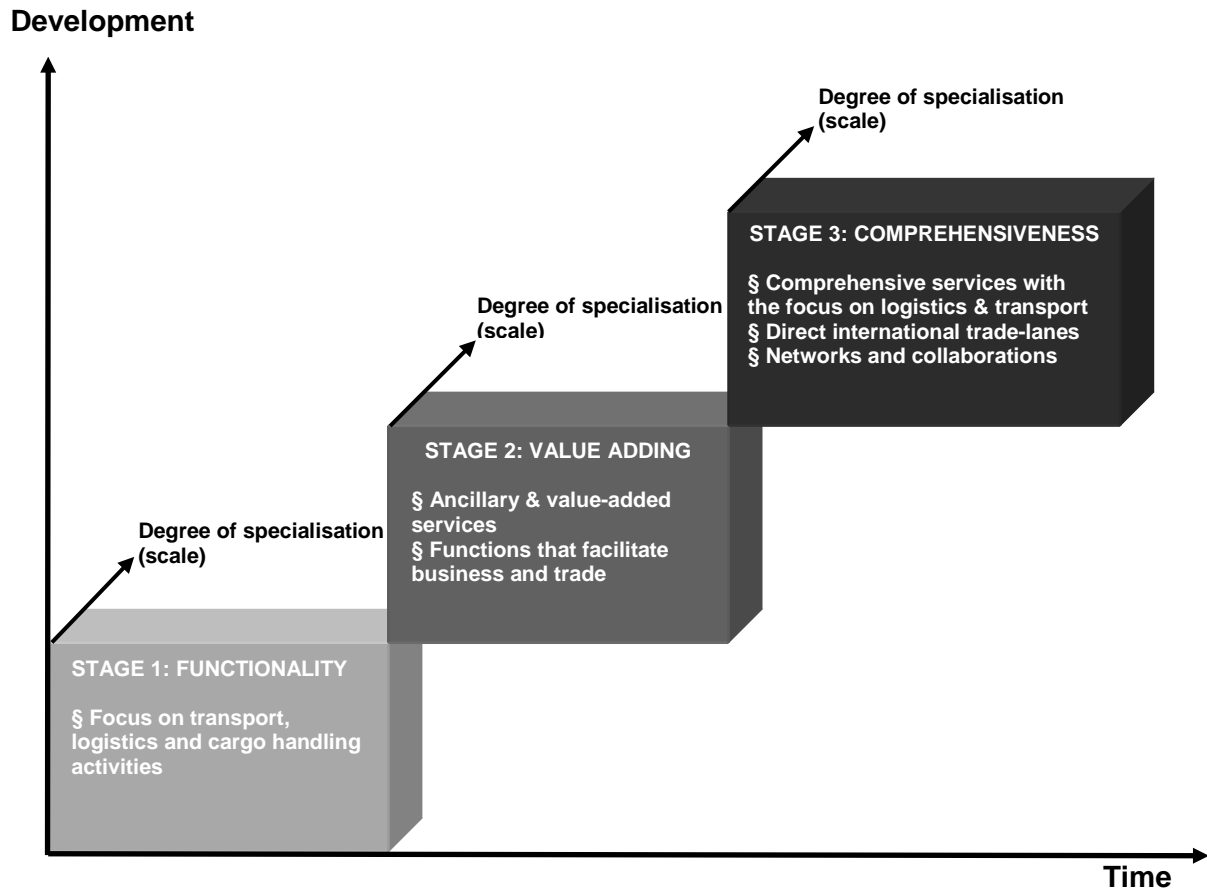 Development
Degree of specialisation
(scale)
STAGE 3: COMPREHENSIVENESS
§ Comprehensive services with
the focus on logistics & transport
§ Direct international trade-lanes
§ Networks and collaborations
Degree of specialisation
(scale)
STAGE 2: VALUE ADDING
§ Ancillary & value-added
services
§ Functions that facilitate
business and trade
Degree of specialisation
(scale)
STAGE 1: FUNCTIONALITY
§ Focus on transport,
logistics and cargo handling
activities
Time